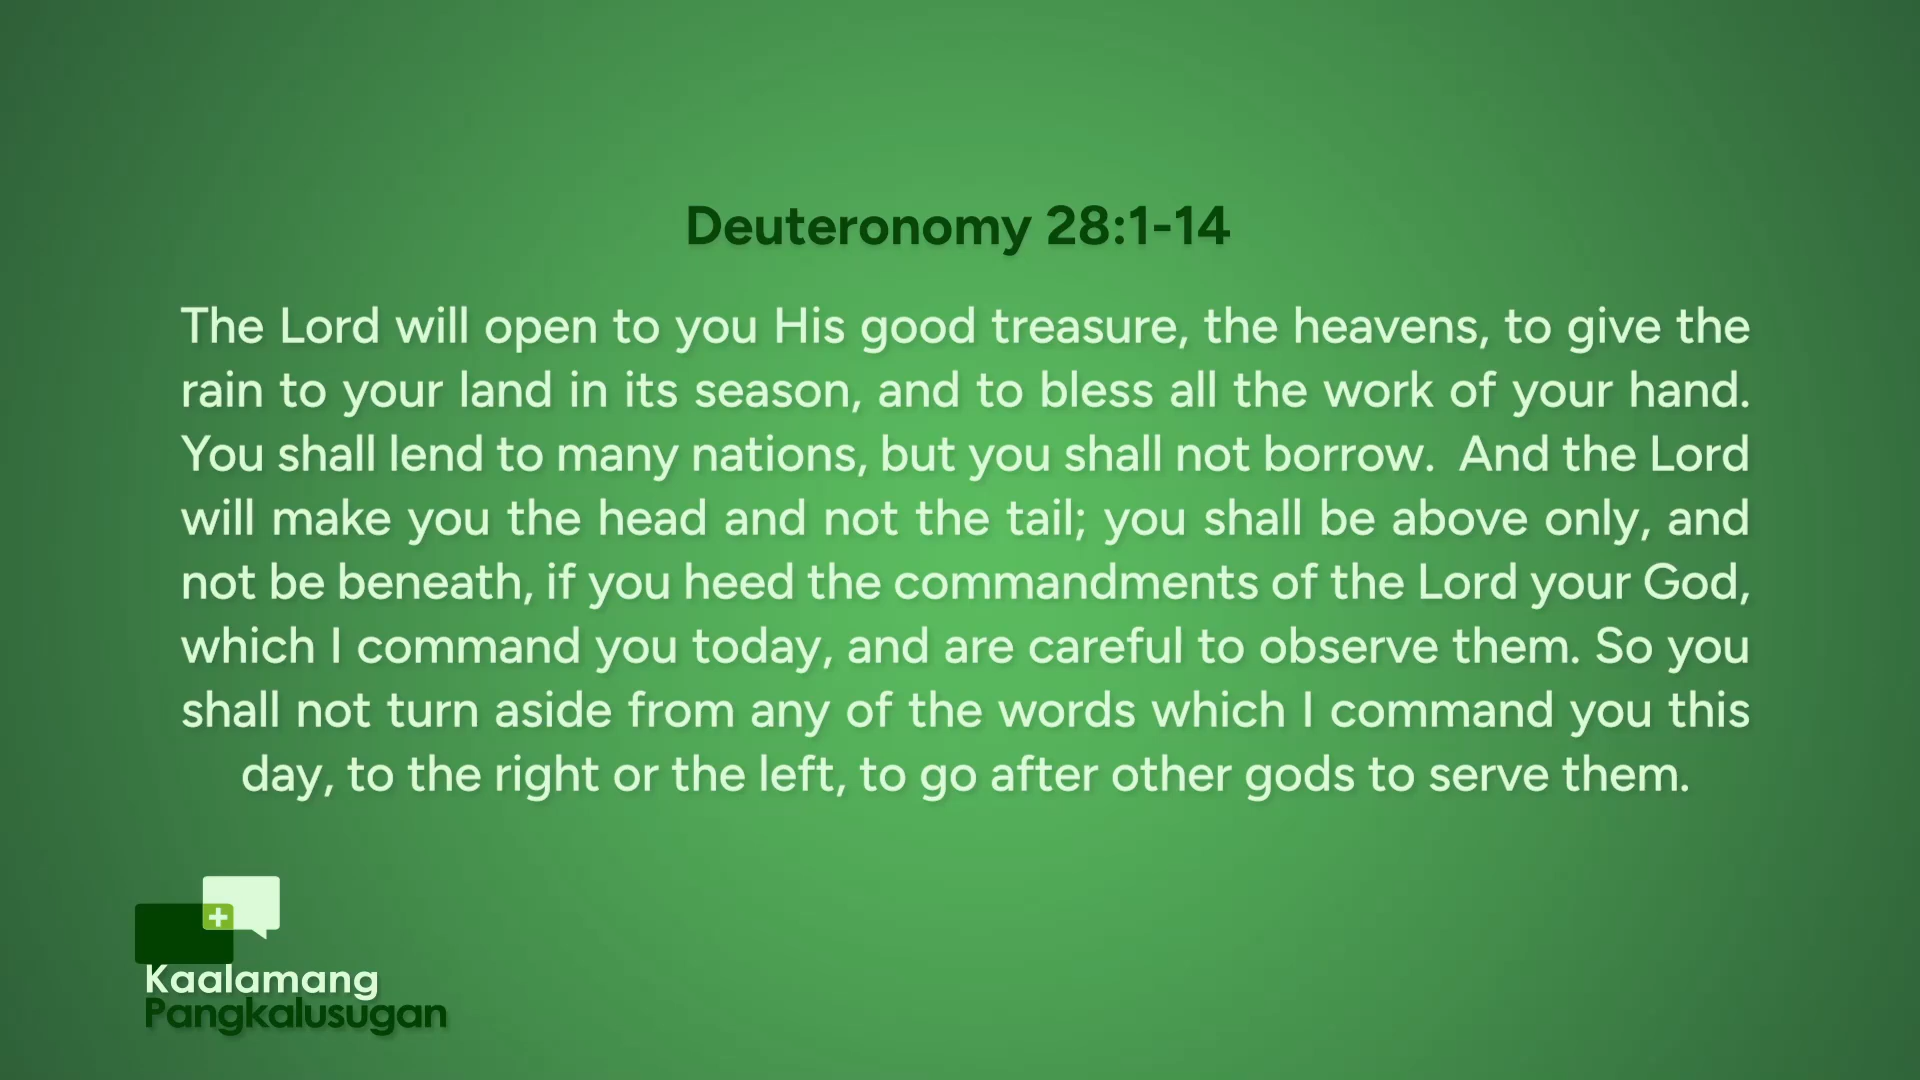 Deuteronomy 28:1-14
The Lord will open to you His good treasure, the heavens, to give the
rain to your land in its season, and to bless all the work of your hand.
You shall lend to many nations, but you shall not borrow.  And the Lord
will make you the head and not the tail; you shall be above only, and
not be beneath, if you heed the commandments of the Lord your God,
which I command you today, and are careful to observe them. So you
shall not turn aside from any of the words which I command you this
day, to the right or the left, to go after other gods to serve them.
Kaalamang
Pangkalusugan